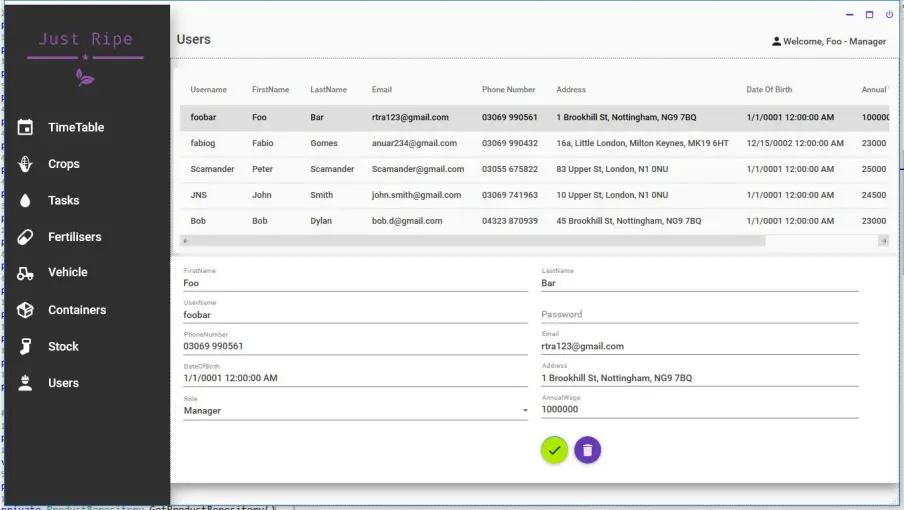 Just Ripe
Users
Welcome, Foo - Manager
TimeTable
Crops
Tasks
Fertilisers
Vehicle
Containers
Stock
Users
Username FirstName LastName Email Phone Number Address Date Of Birth Annual
foobar Foo Bar rtra123@gmail.com 03069 990561 1 Brookhill St, Nottingham, NG9 7BQ 1/1/0001 12:00:00 AM 100000
fabiog Fabio Gomes anuar234@gmail.com 03069 990432 16a, Little London, Milton Keynes, MK19 6HT 12/15/0002 12:00:00 AM 23000
Scamander Peter Scamander Scamander@gmail.com 03055 675822 83 Upper St, London, N1 0NU 1/1/0001 12:00:00 AM 25000
JNS John Smith john.smith@gmail.com 03069 741963 10 Upper St, London, N1 0NU 1/1/0001 12:00:00 AM 24500
Bob Bob Dylan bob.d@gmail.com 04323 870939 45 Brookhill St, Nottingham, NG9 7BQ 1/1/0001 12:00:00 AM 23000
FirstName LastName
Foo Bar
UserName
foobar Password
PhoneNumber Email
03069 990561 rtra123@gmail.com
DateOfBirth Address
1/1/0001 12:00:00 AM 1 Brookhill St, Nottingham, NG9 7BQ
Role AnnualWage
Manager 1000000
private ProductRepository GetProductRepository()